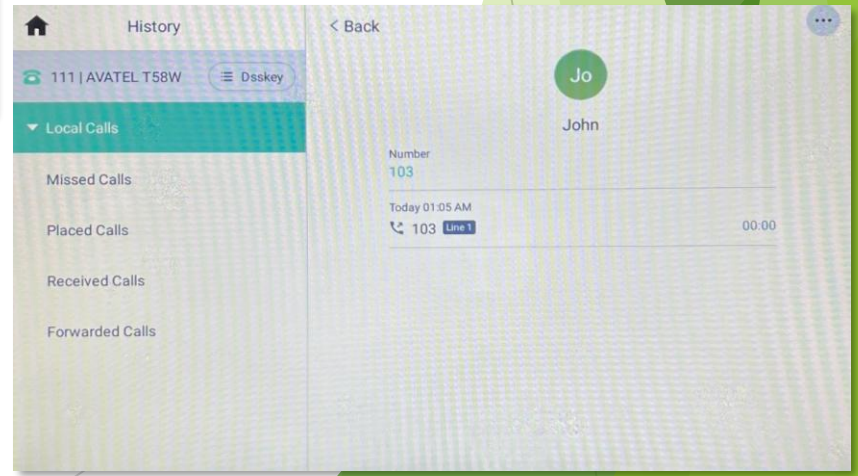 History
111 | AVATEL T58W
Dsskey
Local Calls
Missed Calls
Placed Calls
Received Calls
Forwarded Calls
< Back
...
Jo
John
Number
103
Today 01:05 AM
103 Line 1 00:00